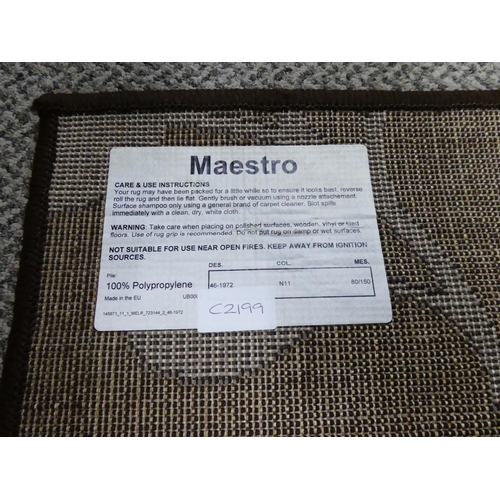 Maestro
CARE & USE INSTRUCTIONS
Your rug may have been packed for a little while so to ensure it looks best, reverse
roll the rug and then lie flat. Gently brush or vacuum using a nozzle attachement.
Surface shampoo only using a general brand of carpet cleaner. Slot spills
immediately with a clean, dry, white cloth.
WARNING: Take care when placing on polished surfaces, wooden, vinyl or tiled
floors. Use of rug grip is recommended. Do not put rug on damp or wet surfaces.
NOT SUITABLE FOR USE NEAR OPEN FIRES. KEEP AWAY FROM IGNITION
SOURCES.
DES. COL. MES.
Pile:
100% Polypropylene 46-1972 N11 80/150
Made in the EU
C2199